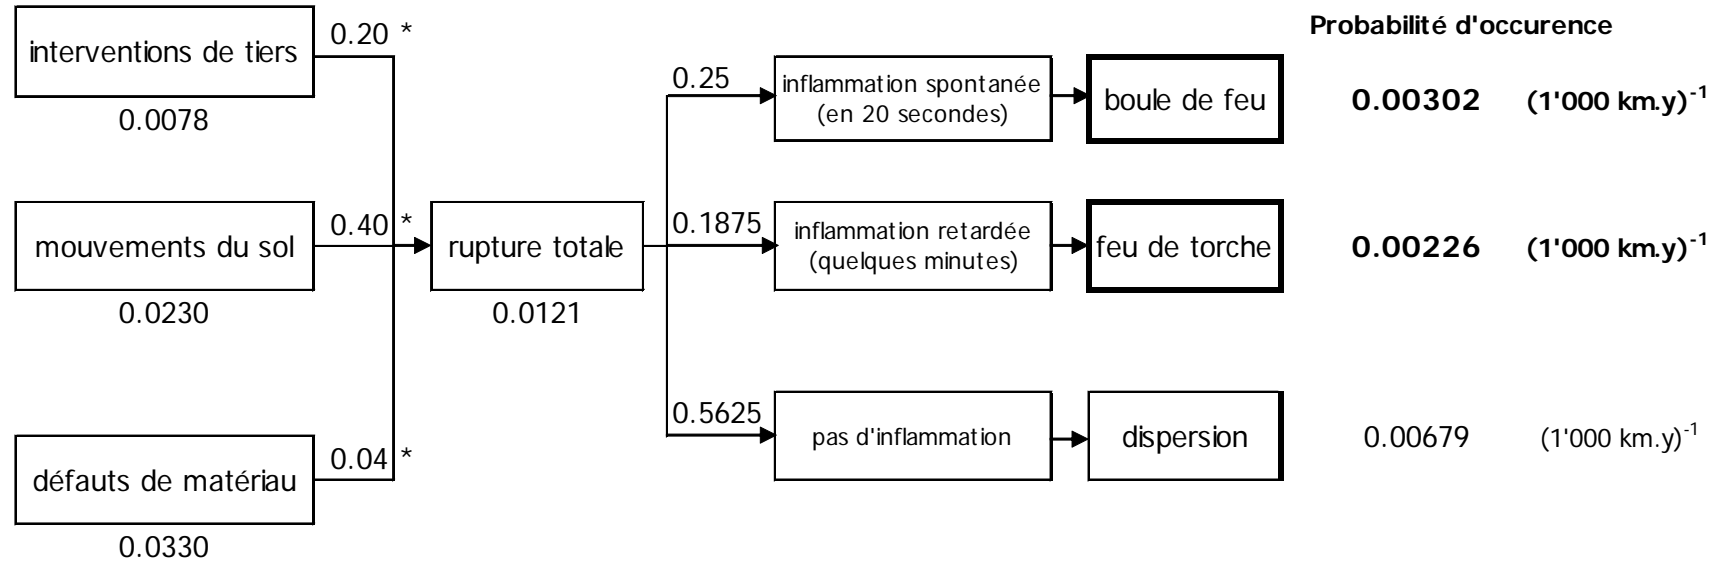 Probabilité d'occurence
interventions de tiers
0.20 *
0.0078
0.25
inflammation spontanée
(en 20 secondes)
boule de feu
0.00302 (1'000 km.y)⁻¹
mouvements du sol
0.40 *
0.0230
rupture totale
0.0121
0.1875
inflammation retardée
(quelques minutes)
feu de torche
0.00226 (1'000 km.y)⁻¹
défauts de matériau
0.04 *
0.0330
0.5625
pas d'inflammation
dispersion
0.00679 (1'000 km.y)⁻¹